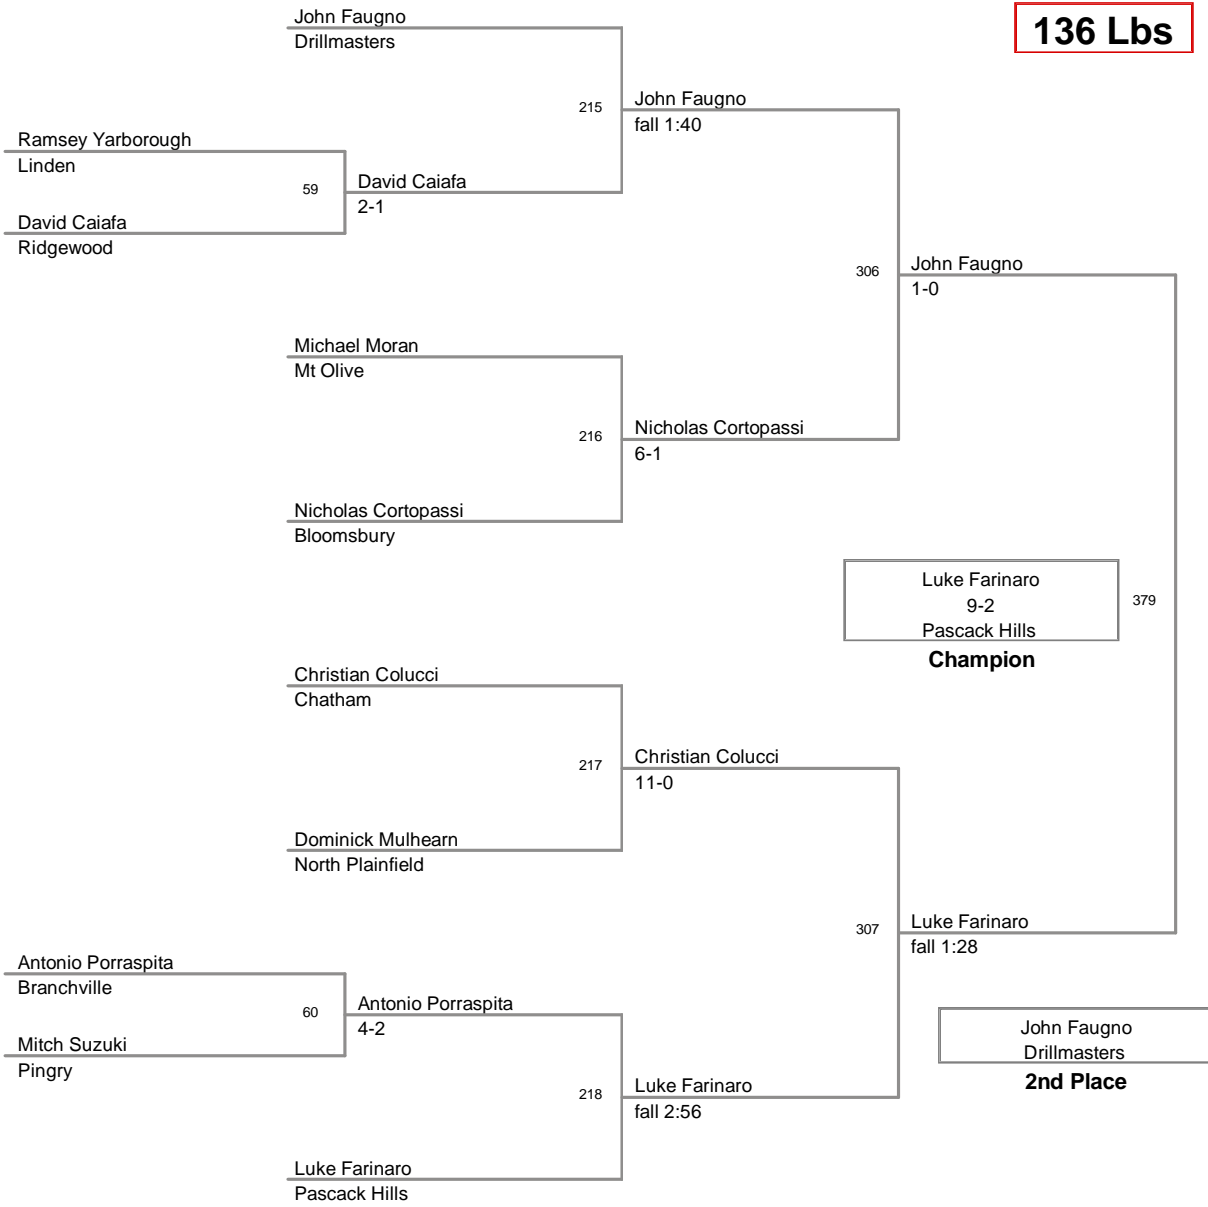 John Faugno
Drillmasters
136 Lbs
215
John Faugno
fall 1:40
Ramsey Yarborough
Linden
59
David Caiafa
2-1
David Caiafa
Ridgewood
306
John Faugno
1-0
Michael Moran
Mt Olive
216
Nicholas Cortopassi
6-1
Nicholas Cortopassi
Bloomsbury
Luke Farinaro
9-2
Pascack Hills
Champion
379
Christian Colucci
Chatham
217
Christian Colucci
11-0
Dominick Mulhearn
North Plainfield
307
Luke Farinaro
fall 1:28
Antonio Porraspita
Branchville
60
Antonio Porraspita
4-2
Mitch Suzuki
Pingry
John Faugno
Drillmasters
2nd Place
218
Luke Farinaro
fall 2:56
Luke Farinaro
Pascack Hills